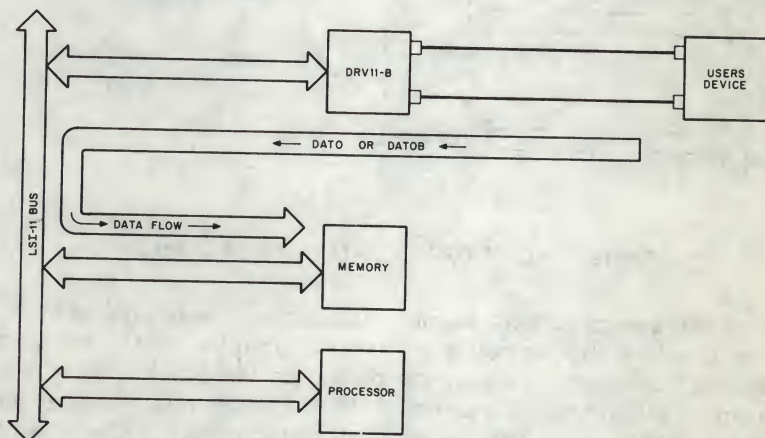 DRV11-B
USERS
DEVICE
DATO OR DATOB
DATA FLOW
LSI-11 BUS
MEMORY
PROCESSOR